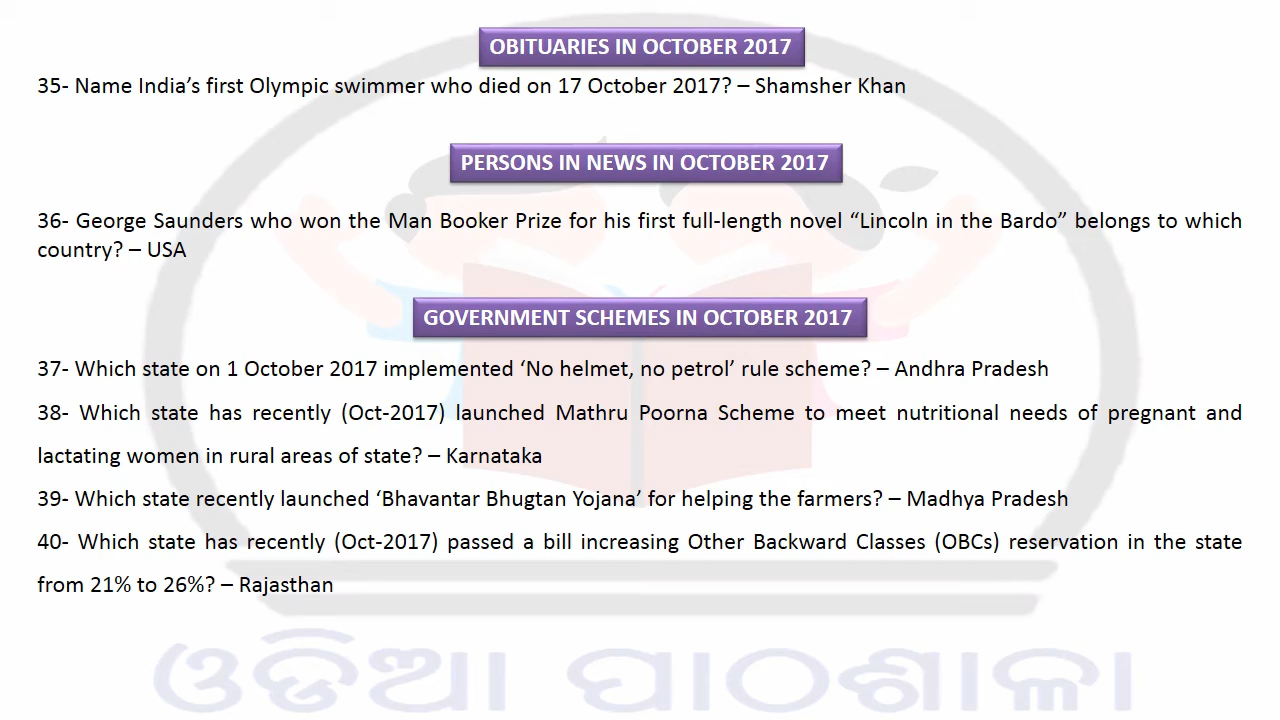 OBITUARIES IN OCTOBER 2017
35- Name India’s first Olympic swimmer who died on 17 October 2017? – Shamsher Khan
PERSONS IN NEWS IN OCTOBER 2017
36- George Saunders who won the Man Booker Prize for his first full-length novel “Lincoln in the Bardo” belongs to which
country? – USA
GOVERNMENT SCHEMES IN OCTOBER 2017
37- Which state on 1 October 2017 implemented ‘No helmet, no petrol’ rule scheme? – Andhra Pradesh
38- Which state has recently (Oct-2017) launched Mathru Poorna Scheme to meet nutritional needs of pregnant and
lactating women in rural areas of state? – Karnataka
39- Which state recently launched ‘Bhavantar Bhugtan Yojana’ for helping the farmers? – Madhya Pradesh
40- Which state has recently (Oct-2017) passed a bill increasing Other Backward Classes (OBCs) reservation in the state
from 21% to 26%? – Rajasthan
ଓଡିଆ ପାଠଶାଳା